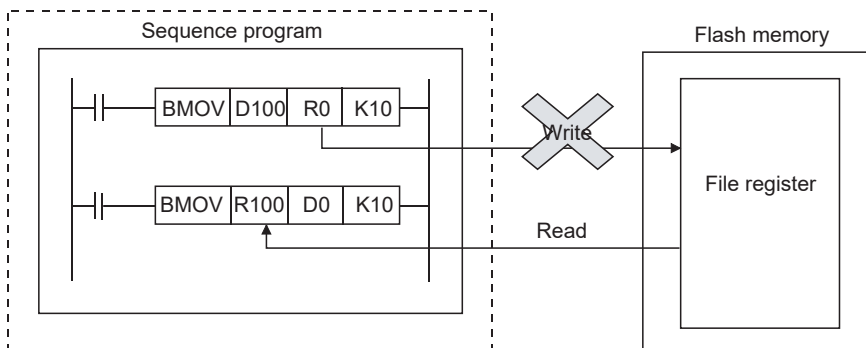 Sequence program
Flash memory
BMOV D100 R0 K10
Write
File register
BMOV R100 D0 K10
Read